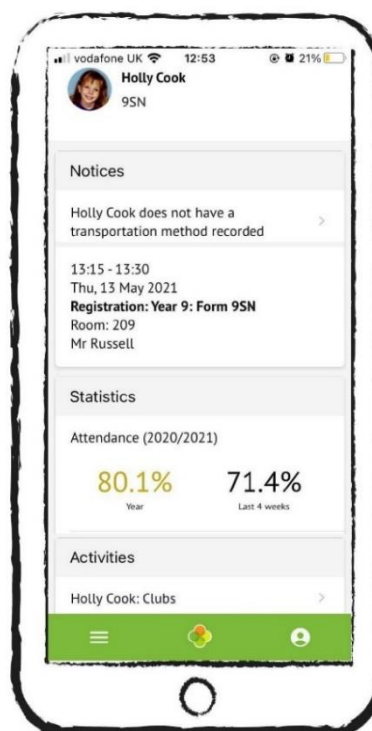 vodafone UK 12:53 21%
Holly Cook
9SN
Notices
Holly Cook does not have a
transportation method recorded
13:15 - 13:30
Thu, 13 May 2021
Registration: Year 9: Form 9SN
Room: 209
Mr Russell
Statistics
Attendance (2020/2021)
80.1% 71.4%
Year Last 4 weeks
Activities
Holly Cook: Clubs